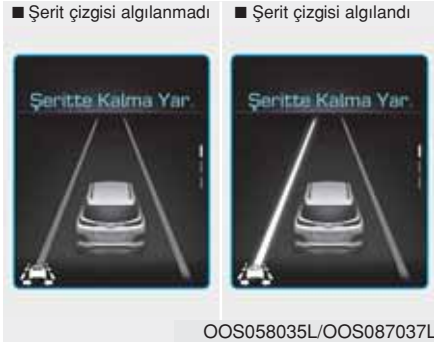 ■ Şerit çizgisi algılanmadı
■ Şerit çizgisi algılandı
Şeritte Kalma Yar.
Şeritte Kalma Yar.
OOS058035L/OOS087037L